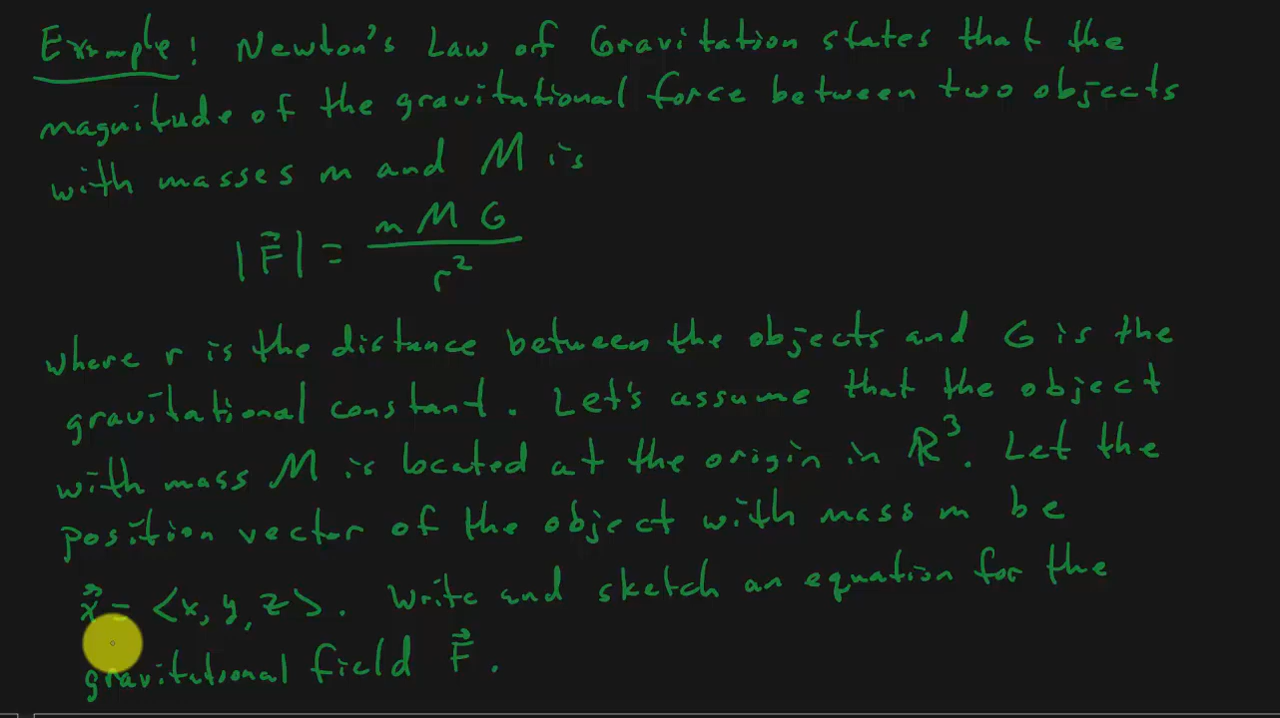 Example! Newton's Law of Gravitation states that the
magnitude of the gravitational force between two objects
with masses m and M is
|F⃗| = m M G / r²
where r is the distance between the objects and G is the
gravitational constant. Let's assume that the object
with mass M is located at the origin in ℝ³. Let the
position vector of the object with mass m be
x⃗ = <x, y, z>. Write and sketch an equation for the
gravitational field F⃗.